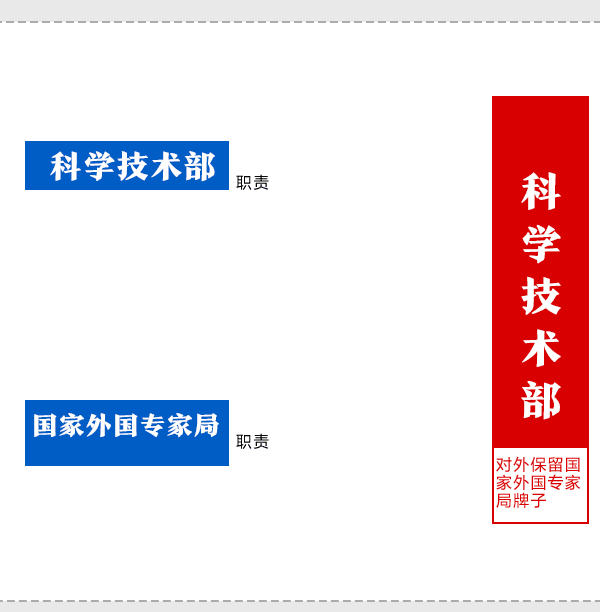 科学技术部
职责
国家外国专家局
职责
科学技术部
对外保留国
家外国专家
局牌子